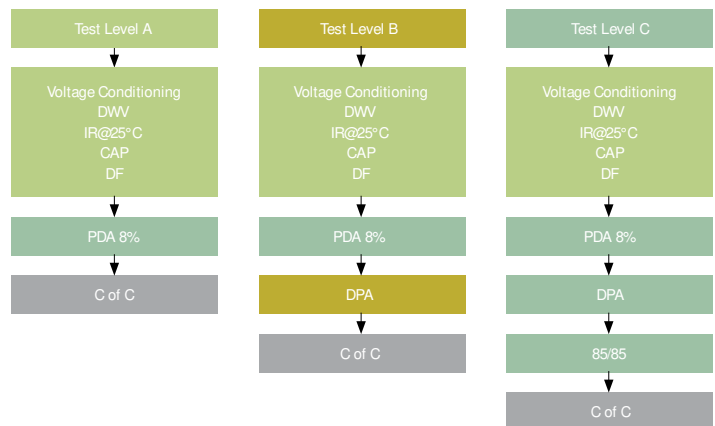 Test Level A
Voltage Conditioning
DWV
IR@25°C
CAP
DF
PDA 8%
C of C
Test Level B
Voltage Conditioning
DWV
IR@25°C
CAP
DF
PDA 8%
DPA
C of C
Test Level C
Voltage Conditioning
DWV
IR@25°C
CAP
DF
PDA 8%
DPA
85/85
C of C